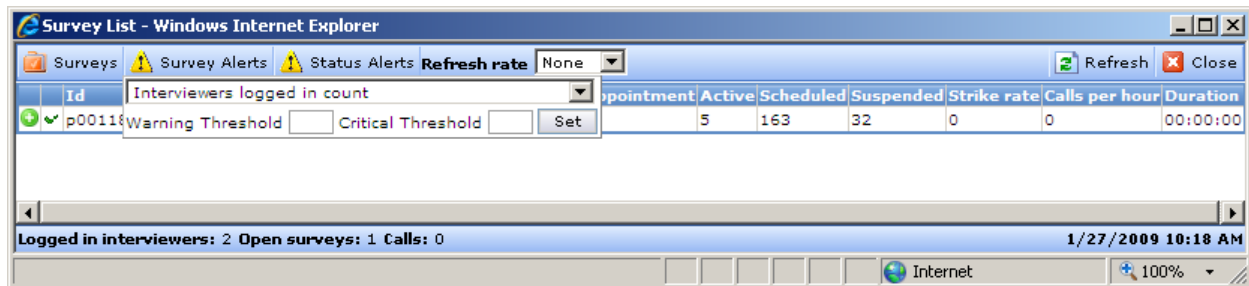 Survey List - Windows Internet Explorer
Surveys Survey Alerts Status Alerts Refresh rate None Refresh Close
Interviewers logged in count
Id ppointment Active Scheduled Suspended Strike rate Calls per hour Duration
p00118 5 163 32 0 0 00:00:00
Warning Threshold Critical Threshold Set
Logged in interviewers: 2 Open surveys: 1 Calls: 0 1/27/2009 10:18 AM
Internet 100%